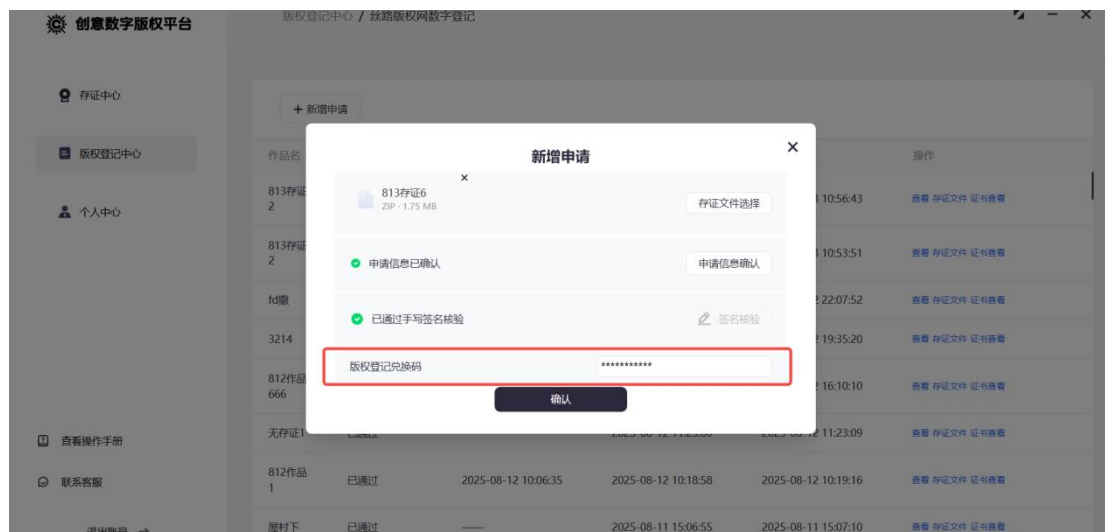 创意数字版权平台
版权登记中心 / 丝路版权网数字登记
存证中心
版权登记中心
个人中心
查看操作手册
联系客服
退出账号
+ 新增申请
作品名
操作
813存证
2
10:56:43
查看 存证文件 证书查看
813存证
2
10:53:51
查看 存证文件 证书查看
fd撒
22:07:52
查看 存证文件 证书查看
3214
19:35:20
查看 存证文件 证书查看
812作品
666
16:10:10
查看 存证文件 证书查看
无存证1
已通过
11:23:09
查看 存证文件 证书查看
812作品
1
已通过
2025-08-12 10:06:35
2025-08-12 10:18:58
2025-08-12 10:19:16
查看 存证文件 证书查看
屋村下
已通过
——
2025-08-11 15:06:55
2025-08-11 15:07:10
查看 存证文件 证书查看
新增申请
813存证6
ZIP - 1.75 MB
存证文件选择
申请信息已确认
申请信息确认
已通过手写签名核验
签名核验
版权登记兑换码
***********
确认